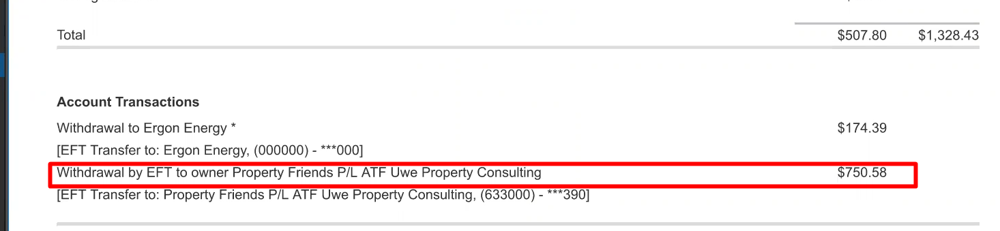 Total $507.80 $1,328.43
Account Transactions
Withdrawal to Ergon Energy * $174.39
[EFT Transfer to: Ergon Energy, (000000) - ***000]
Withdrawal by EFT to owner Property Friends P/L ATF Uwe Property Consulting $750.58
[EFT Transfer to: Property Friends P/L ATF Uwe Property Consulting, (633000) - ***390]